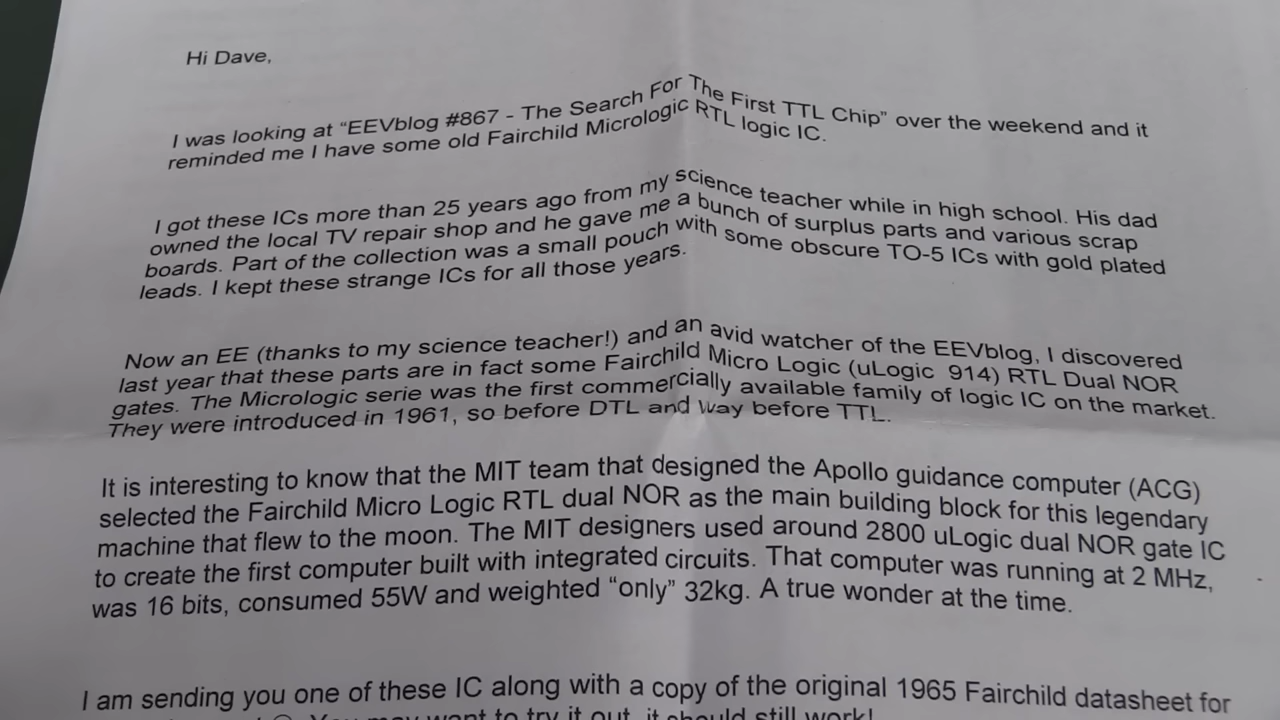 Hi Dave,
I was looking at “EEVblog #867 - The Search For The First TTL Chip” over the weekend and it
reminded me I have some old Fairchild Micrologic RTL logic IC.
I got these ICs more than 25 years ago from my science teacher while in high school. His dad
owned the local TV repair shop and he gave me a bunch of surplus parts and various scrap
boards. Part of the collection was a small pouch with some obscure TO-5 ICs with gold plated
leads. I kept these strange ICs for all those years.
Now an EE (thanks to my science teacher!) and an avid watcher of the EEVblog, I discovered
last year that these parts are in fact some Fairchild Micro Logic (uLogic 914) RTL Dual NOR
gates. The Micrologic serie was the first commercially available family of logic IC on the market.
They were introduced in 1961, so before DTL and way before TTL.
It is interesting to know that the MIT team that designed the Apollo guidance computer (ACG)
selected the Fairchild Micro Logic RTL dual NOR as the main building block for this legendary
machine that flew to the moon. The MIT designers used around 2800 uLogic dual NOR gate IC
to create the first computer built with integrated circuits. That computer was running at 2 MHz,
was 16 bits, consumed 55W and weighted “only” 32kg. A true wonder at the time.
I am sending you one of these IC along with a copy of the original 1965 Fairchild datasheet for
You may want to try it out, it should still work!